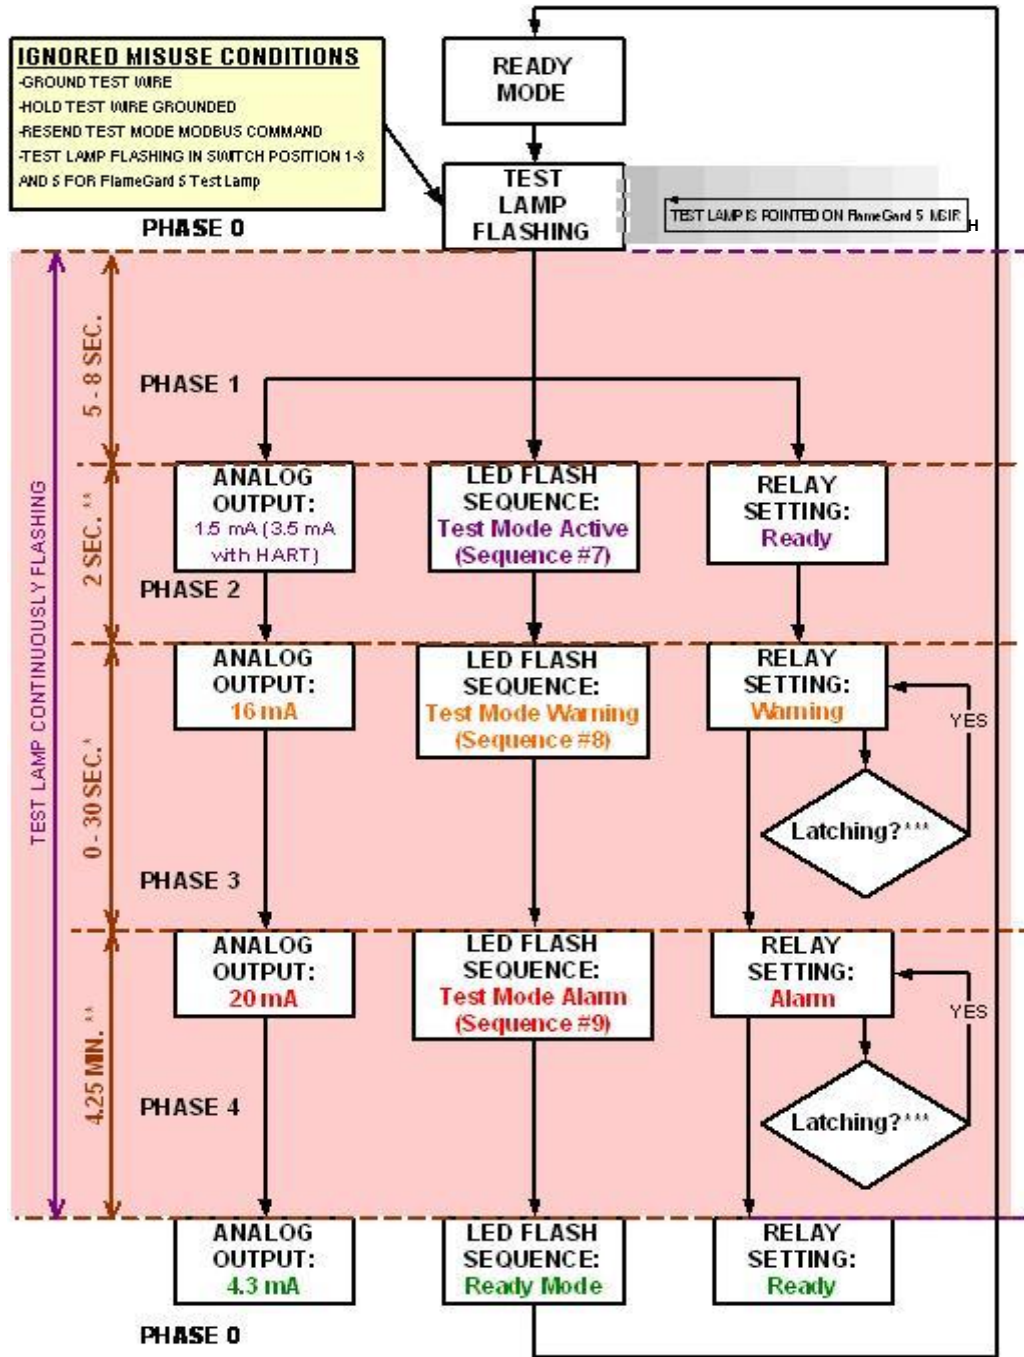 IGNORED MISUSE CONDITIONS
-GROUND TEST WIRE
-HOLD TEST WIRE GROUNDED
-RESEND TEST MODE MODBUS COMMAND
-TEST LAMP FLASHING IN SWITCH POSITION 1-3
AND 5 FOR FlameGard 5 Test Lamp
READY
MODE
TEST
LAMP
FLASHING
TEST LAMP IS POINTED ON FlameGard 5 MSIR
H
PHASE 0
TEST LAMP CONTINUOUSLY FLASHING
5 - 8 SEC.
PHASE 1
2 SEC. **
ANALOG
OUTPUT:
1.5 mA (3.5 mA
with HART)
LED FLASH
SEQUENCE:
Test Mode Active
(Sequence #7)
RELAY
SETTING:
Ready
PHASE 2
0 - 30 SEC.*
ANALOG
OUTPUT:
16 mA
LED FLASH
SEQUENCE:
Test Mode Warning
(Sequence #8)
RELAY
SETTING:
Warning
YES
Latching?***
PHASE 3
4.25 MIN. **
ANALOG
OUTPUT:
20 mA
LED FLASH
SEQUENCE:
Test Mode Alarm
(Sequence #9)
RELAY
SETTING:
Alarm
YES
Latching?***
PHASE 4
ANALOG
OUTPUT:
4.3 mA
LED FLASH
SEQUENCE:
Ready Mode
RELAY
SETTING:
Ready
PHASE 0